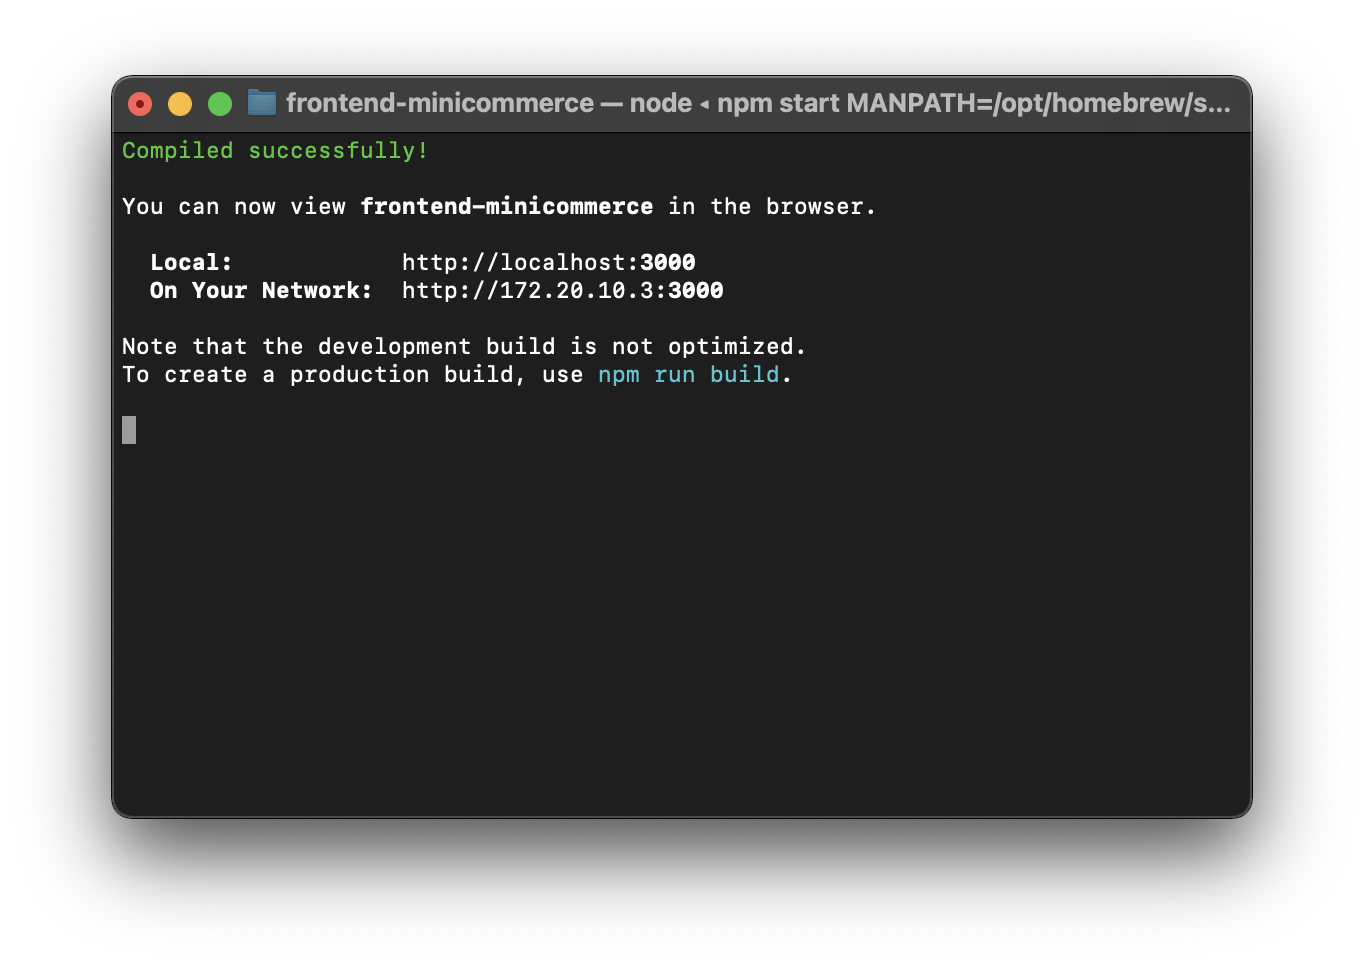 frontend-minicommerce — node ◂ npm start MANPATH=/opt/homebrew/s...
Compiled successfully!
You can now view frontend-minicommerce in the browser.
Local: http://localhost:3000
On Your Network: http://172.20.10.3:3000
Note that the development build is not optimized.
To create a production build, use npm run build.